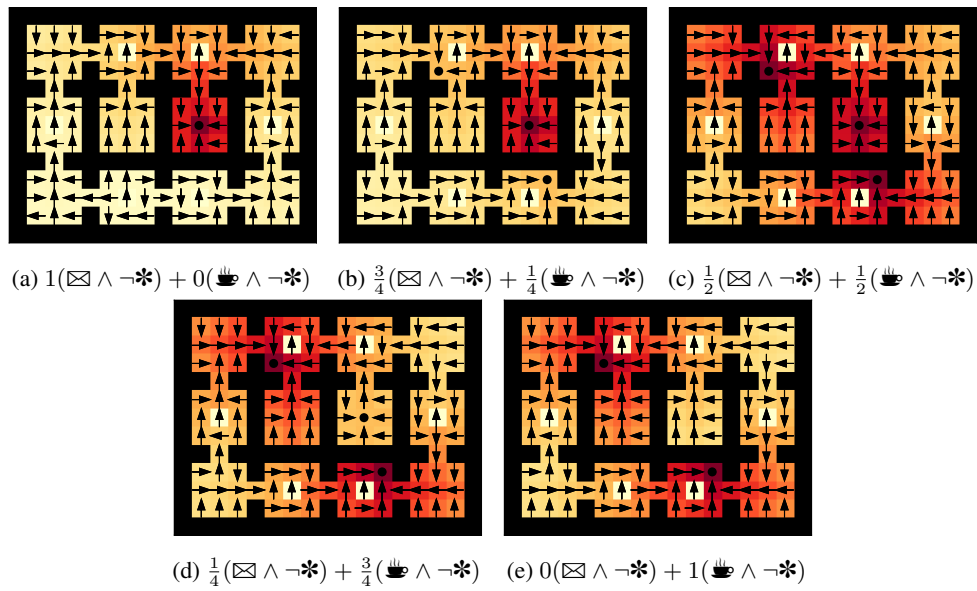 (a) 1(✉ ∧ ¬✻) + 0(☕ ∧ ¬✻) (b) 3/4(✉ ∧ ¬✻) + 1/4(☕ ∧ ¬✻) (c) 1/2(✉ ∧ ¬✻) + 1/2(☕ ∧ ¬✻)
(d) 1/4(✉ ∧ ¬✻) + 3/4(☕ ∧ ¬✻) (e) 0(✉ ∧ ¬✻) + 1(☕ ∧ ¬✻)